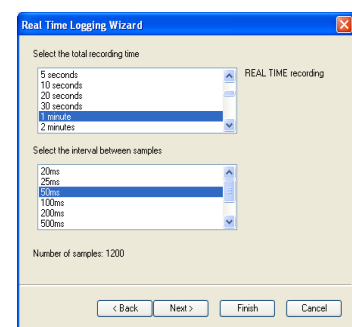 Real Time Logging Wizard
Select the total recording time
5 seconds
10 seconds
20 seconds
30 seconds
1 minute
2 minutes
REAL TIME recording
Select the interval between samples
20ms
25ms
50ms
100ms
200ms
500ms
Number of samples: 1200
< Back
Next >
Finish
Cancel